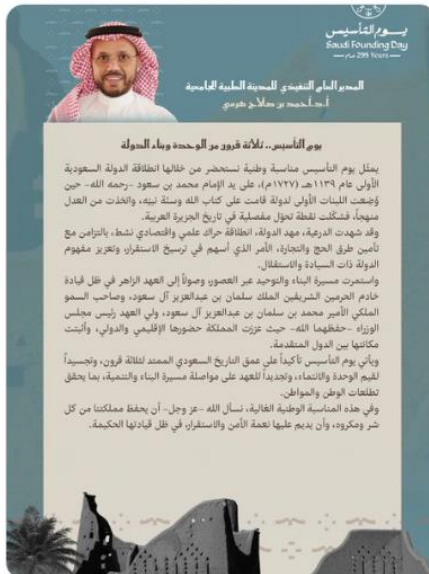 يوم التأسيس
Saudi Founding Day
299 Years — عام
المدير العام التنفيذي للمدينة الطبية الجامعية
أ.د.أحمد بن صلاح هرسي
يوم التأسيس.. ثلاثة قرون من الوحدة وبناء الدولة
يمثّل يوم التأسيس مناسبة وطنية نستحضر من خلالها انطلاقة الدولة السعودية
الأولى عام ١١٣٩هـ (١٧٢٧م)، على يد الإمام محمد بن سعود -رحمه الله- حين
وُضعت اللبنات الأولى لدولة قامت على كتاب الله وسنة نبيّه، واتخذت من العدل
منهجاً، فشكّلت نقطة تحوّل مفصلية في تاريخ الجزيرة العربية.
وقد شهدت الدرعية، مهد الدولة، انطلاقة حراك علمي واقتصادي نشط، بالتزامن مع
تأمين طرق الحج والتجارة، الأمر الذي أسهم في ترسيخ الاستقرار، وتعزيز مفهوم
الدولة ذات السيادة والاستقلال.
واستمرت مسيرة البناء والتوحيد عبر العصور، وصولاً إلى العهد الزاهر في ظل قيادة
خادم الحرمين الشريفين الملك سلمان بن عبدالعزيز آل سعود، وصاحب السمو
الملكي الأمير محمد بن سلمان بن عبدالعزيز آل سعود، ولي العهد رئيس مجلس
الوزراء -حفظهما الله- حيث عززت المملكة حضورها الإقليمي والدولي، وأثبتت
مكانتها بين الدول المتقدمة.
ويأتي يوم التأسيس تأكيداً على عمق التاريخ السعودي الممتد لثلاثة قرون، وتجسيداً
لقيم الوحدة والانتماء، وتجديداً للعهد على مواصلة مسيرة البناء والتنمية، بما يحقق
تطلعات الوطن والمواطن.
وفي هذه المناسبة الوطنية الغالية، نسأل الله -عز وجل- أن يحفظ مملكتنا من كل
شر ومكروه، وأن يديم عليها نعمة الأمن والاستقرار، في ظل قيادتها الحكيمة.